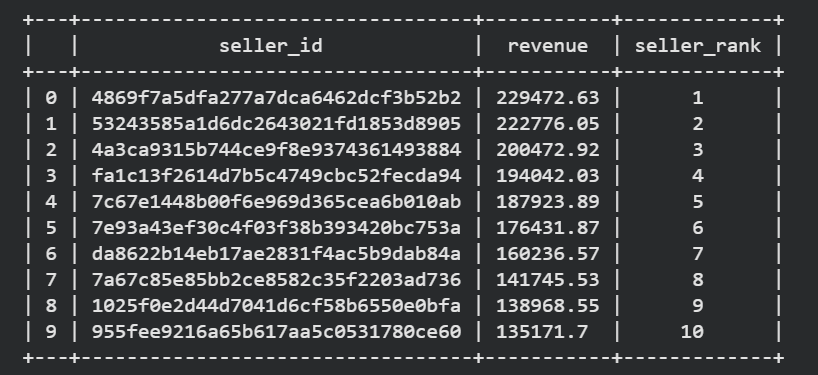 +---+----------------------------------+-----------+-------------+
|   |            seller_id             |  revenue  | seller_rank |
+---+----------------------------------+-----------+-------------+
| 0 | 4869f7a5dfa277a7dca6462dcf3b52b2 | 229472.63 |      1      |
| 1 | 53243585a1d6dc2643021fd1853d8905 | 222776.05 |      2      |
| 2 | 4a3ca9315b744ce9f8e9374361493884 | 200472.92 |      3      |
| 3 | fa1c13f2614d7b5c4749cbc52fecda94 | 194042.03 |      4      |
| 4 | 7c67e1448b00f6e969d365cea6b010ab | 187923.89 |      5      |
| 5 | 7e93a43ef30c4f03f38b393420bc753a | 176431.87 |      6      |
| 6 | da8622b14eb17ae2831f4ac5b9dab84a | 160236.57 |      7      |
| 7 | 7a67c85e85bb2ce8582c35f2203ad736 | 141745.53 |      8      |
| 8 | 1025f0e2d44d7041d6cf58b6550e0bfa | 138968.55 |      9      |
| 9 | 955fee9216a65b617aa5c0531780ce60 | 135171.7  |     10      |
+---+----------------------------------+-----------+-------------+